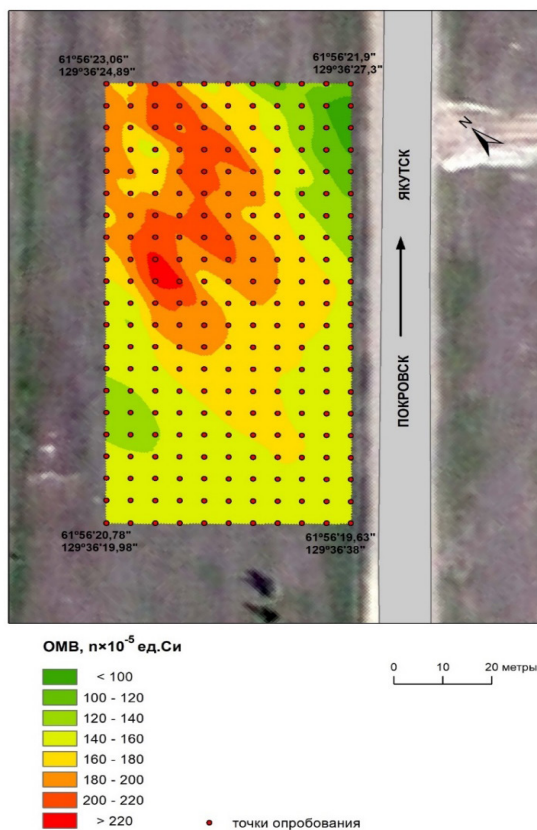 61°56'23,06"
129°36'24,89"
61°56'21,9"
129°36'27,3"
N
ЯКУТСК
ПОКРОВСК
61°56'20,78"
129°36'19,98"
61°56'19,63"
129°36'38"
ОМВ, n×10⁻⁵ ед.Си
< 100
100 - 120
120 - 140
140 - 160
160 - 180
180 - 200
200 - 220
> 220
0 10 20 метры
точки опробования